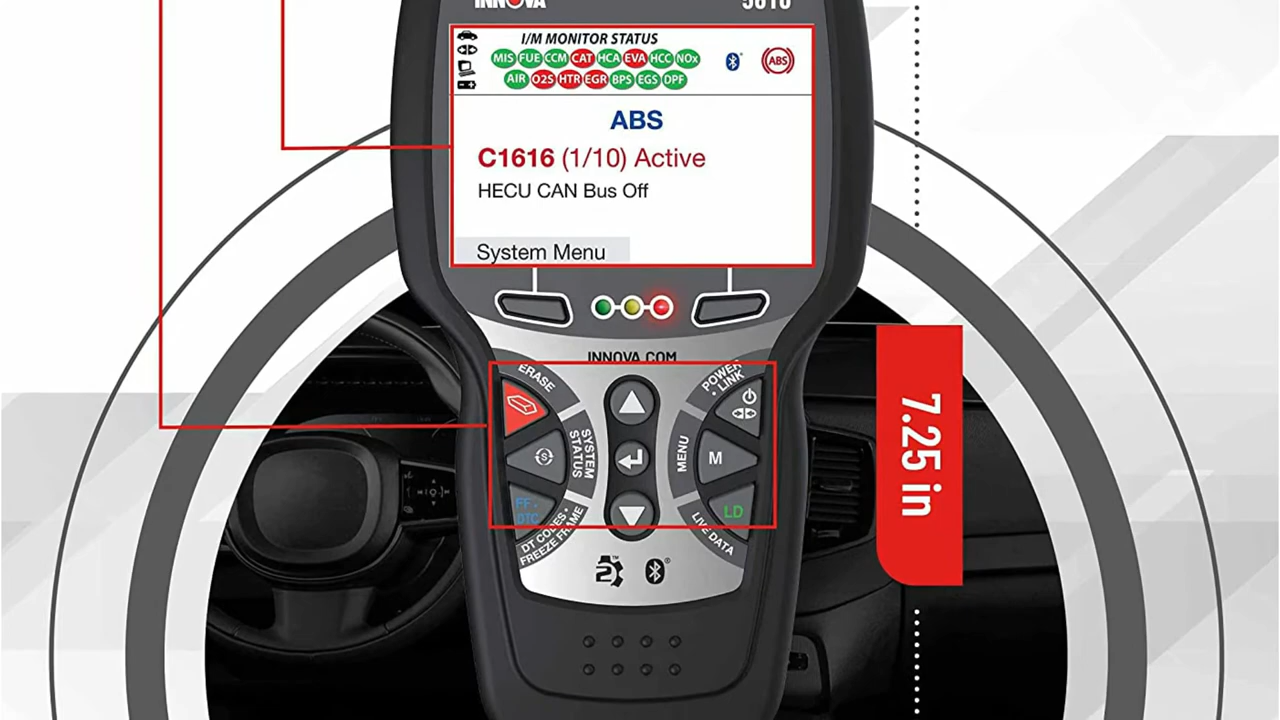 INNOVA
I/M MONITOR STATUS
MIS FUE CCM CAT HCA EVA HCC NOx
AIR O2S HTR EGR BPS EGS DPF
ABS
ABS
C1616 (1/10) Active
HECU CAN Bus Off
System Menu
INNOVA.COM
ERASE
POWER • LINK
SYSTEM STATUS
S
MENU
M
FF • DTC
LD
DT CODES • FREEZE FRAME
LIVE DATA
7.25 in